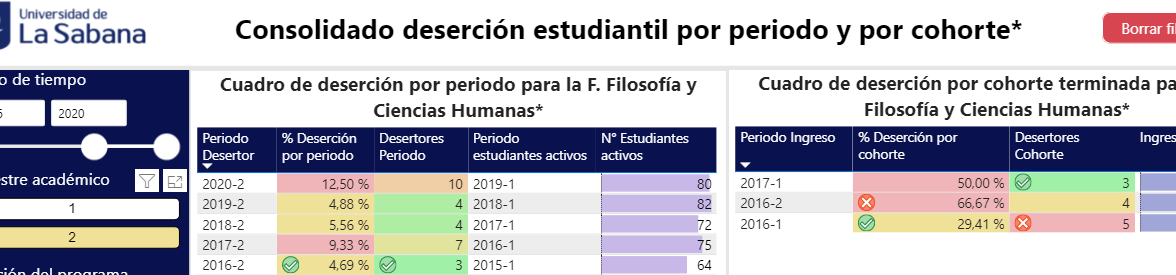 Universidad de
La Sabana
Consolidado deserción estudiantil por periodo y por cohorte*
Borrar
de tiempo
2020
académico
1
2
del programa
Cuadro de deserción por periodo para la F. Filosofía y
Ciencias Humanas*
Periodo Desertor % Deserción por periodo Desertores Periodo Periodo estudiantes activos N° Estudiantes activos
2020-2 12,50 % 10 2019-1 80
2019-2 4,88 % 4 2018-1 82
2018-2 5,56 % 4 2017-1 72
2017-2 9,33 % 7 2016-1 75
2016-2 4,69 % 3 2015-1 64
Cuadro de deserción por cohorte terminada
Filosofía y Ciencias Humanas*
Periodo Ingreso % Deserción por cohorte Desertores Cohorte
2017-1 50,00 % 3
2016-2 66,67 % 4
2016-1 29,41 % 5